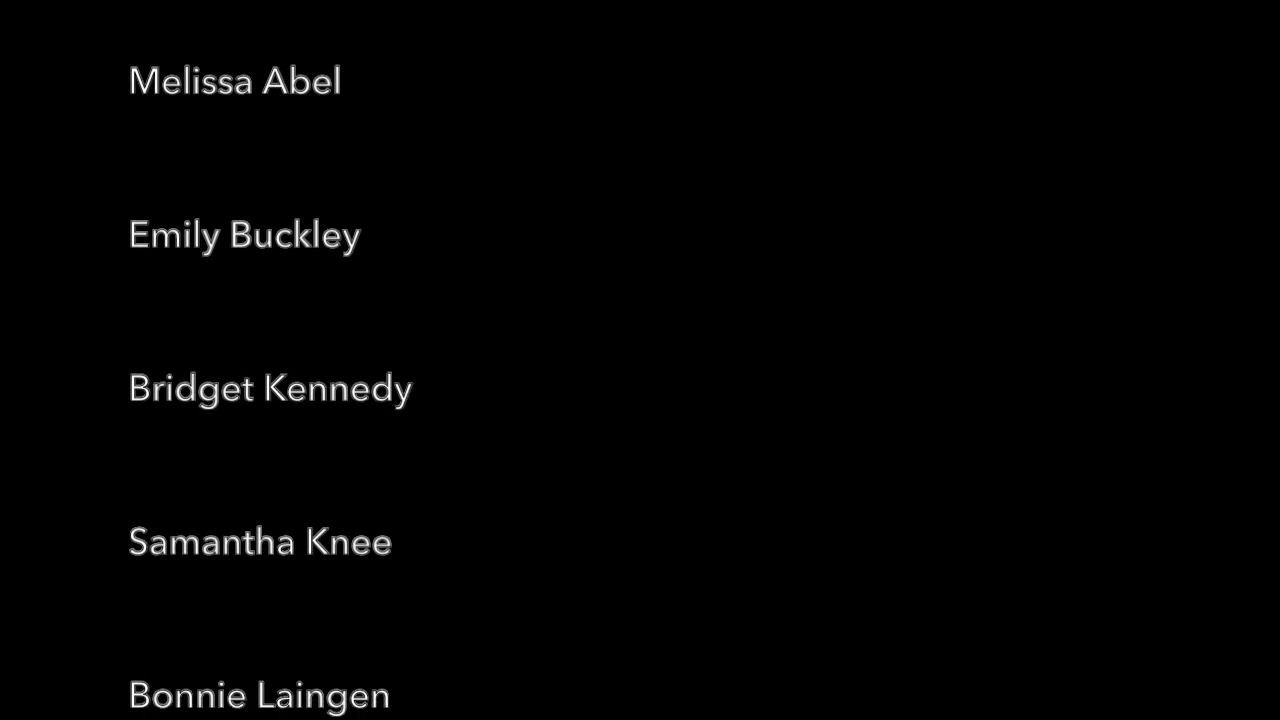 Melissa Abel
Emily Buckley
Bridget Kennedy
Samantha Knee
Bonnie Laingen